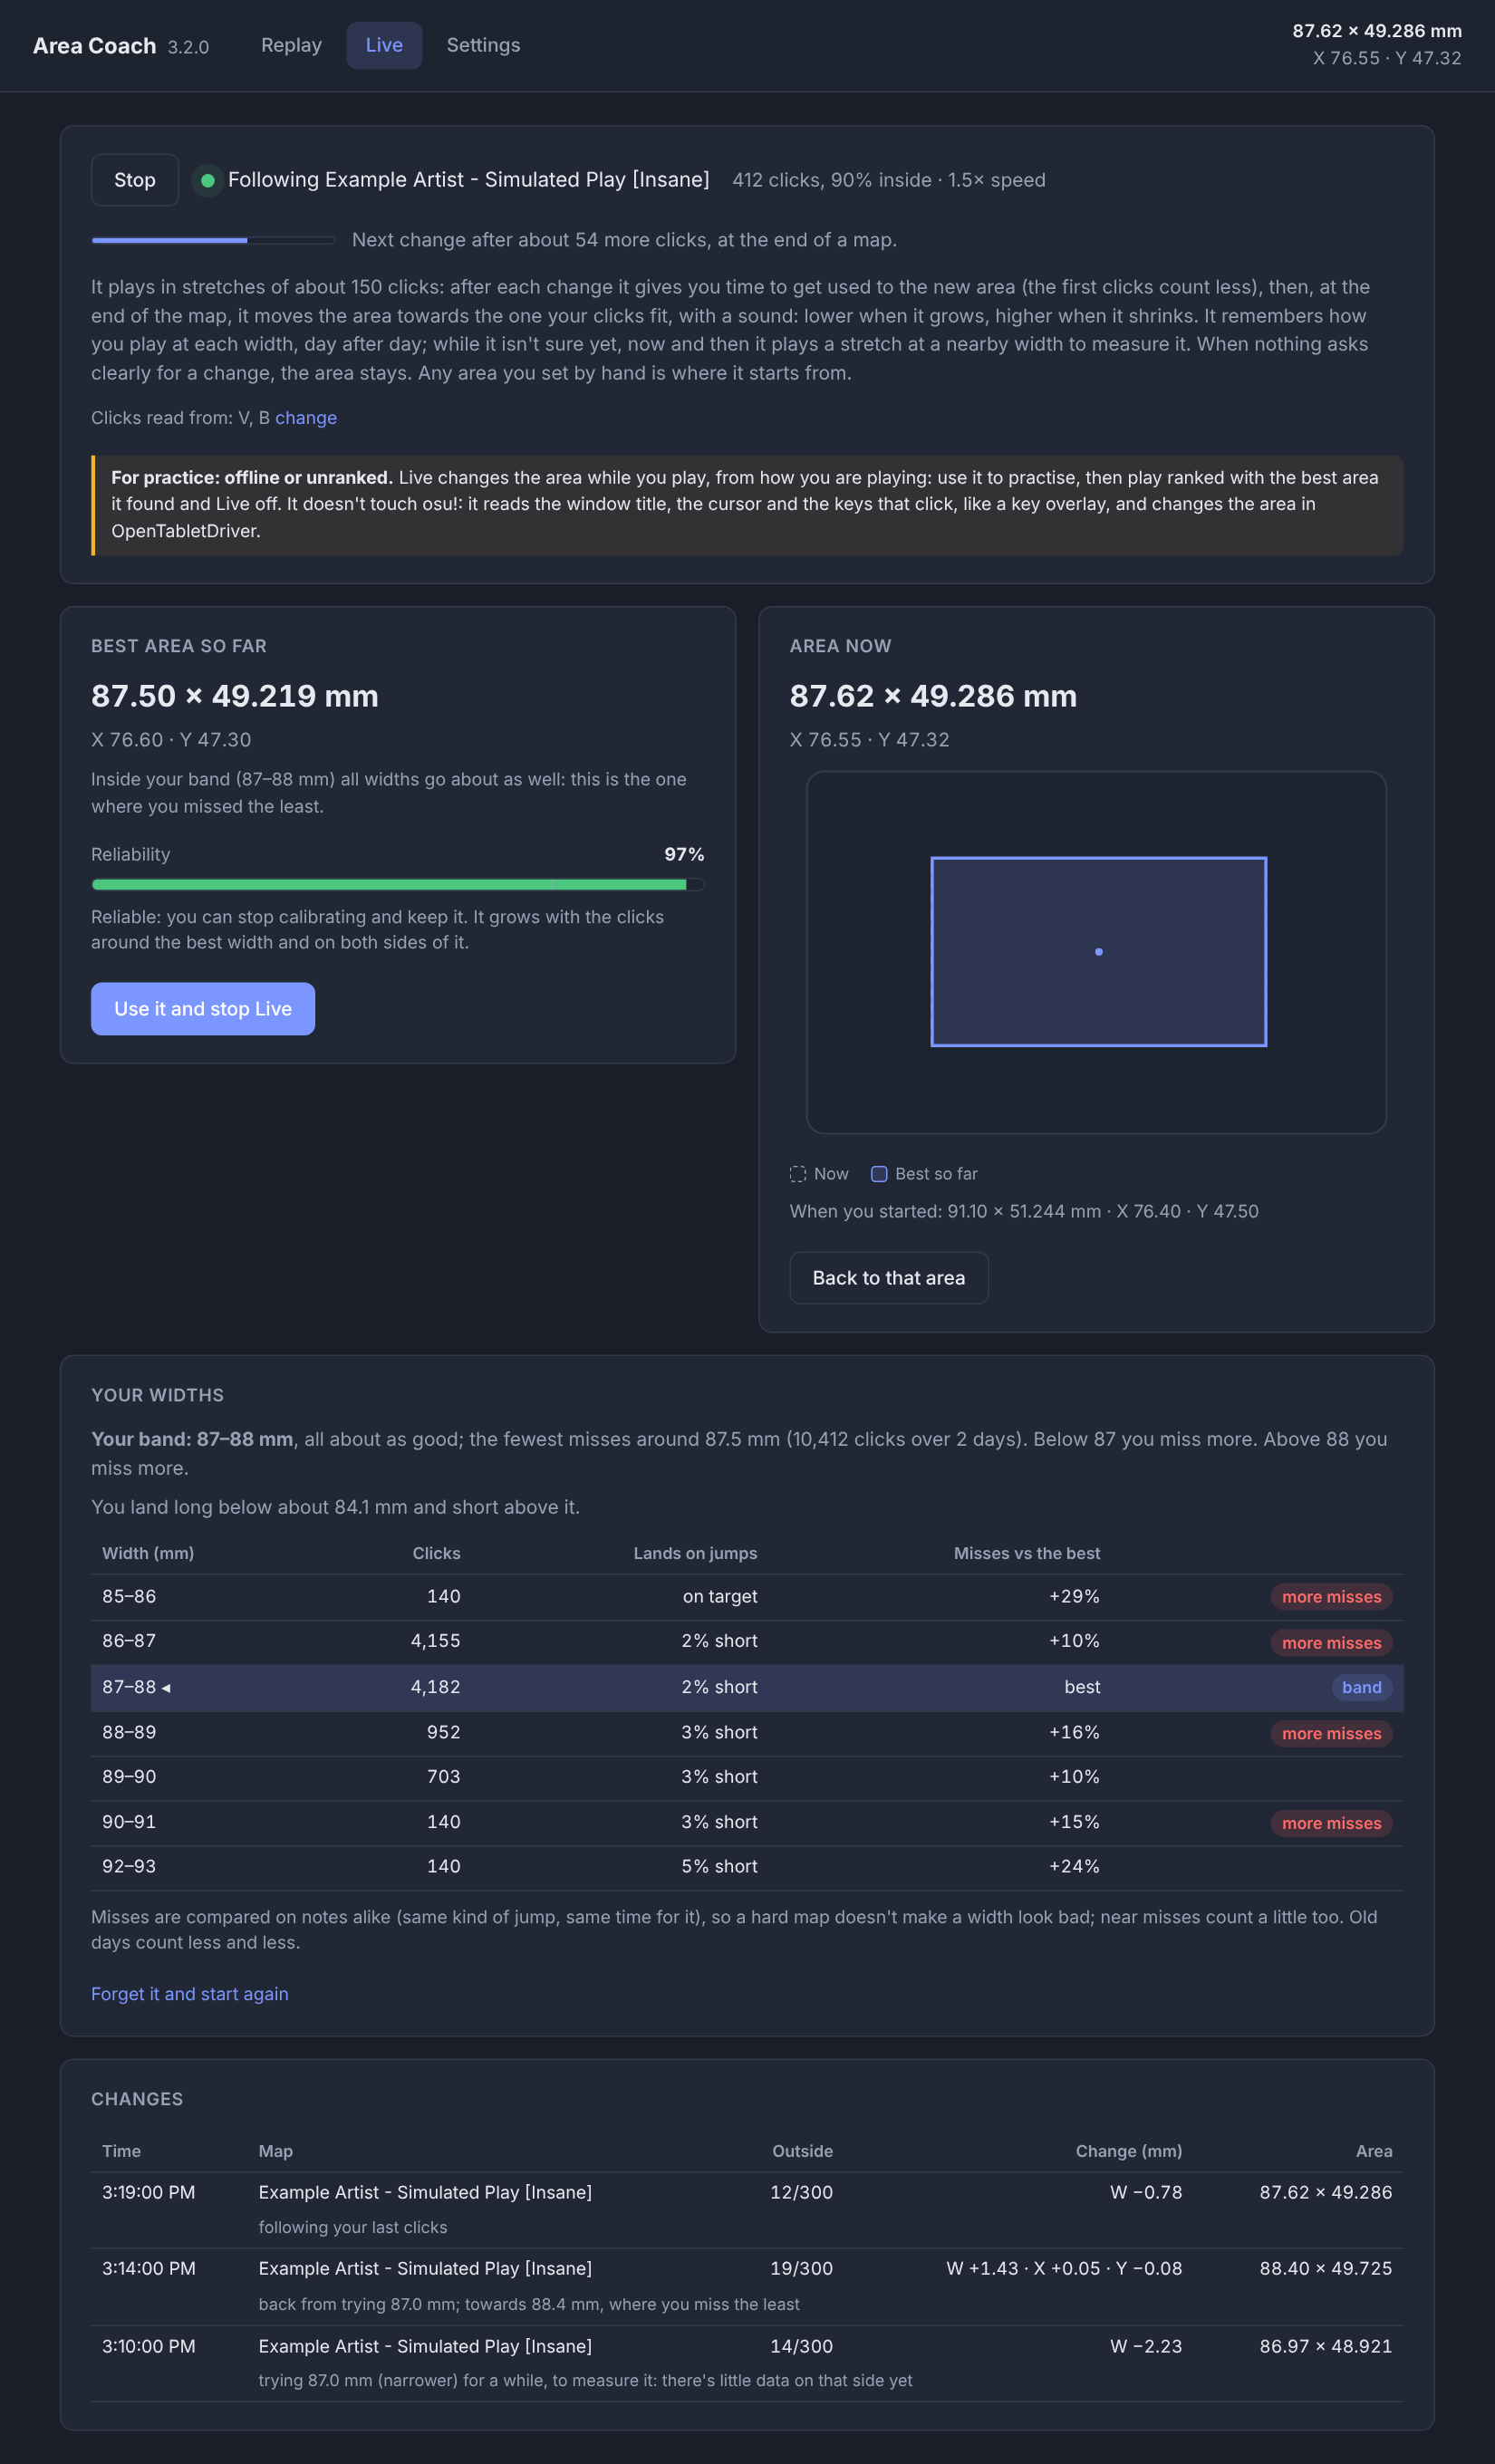 Area Coach 3.2.0
Replay
Live
Settings
87.62 × 49.286 mm
X 76.55 · Y 47.32
Stop
Following Example Artist - Simulated Play [Insane]
412 clicks, 90% inside · 1.5× speed
Next change after about 54 more clicks, at the end of a map.
It plays in stretches of about 150 clicks: after each change it gives you time to get used to the new area (the first clicks count less), then, at the
end of the map, it moves the area towards the one your clicks fit, with a sound: lower when it grows, higher when it shrinks. It remembers how
you play at each width, day after day; while it isn't sure yet, now and then it plays a stretch at a nearby width to measure it. When nothing asks
clearly for a change, the area stays. Any area you set by hand is where it starts from.
Clicks read from: V, B change
For practice: offline or unranked. Live changes the area while you play, from how you are playing: use it to practise, then play ranked with the best area
it found and Live off. It doesn't touch osu!: it reads the window title, the cursor and the keys that click, like a key overlay, and changes the area in
OpenTabletDriver.
BEST AREA SO FAR
87.50 × 49.219 mm
X 76.60 · Y 47.30
Inside your band (87–88 mm) all widths go about as well: this is the one
where you missed the least.
Reliability 97%
Reliable: you can stop calibrating and keep it. It grows with the clicks
around the best width and on both sides of it.
Use it and stop Live
AREA NOW
87.62 × 49.286 mm
X 76.55 · Y 47.32
Now
Best so far
When you started: 91.10 × 51.244 mm · X 76.40 · Y 47.50
Back to that area
YOUR WIDTHS
Your band: 87–88 mm, all about as good; the fewest misses around 87.5 mm (10,412 clicks over 2 days). Below 87 you miss more. Above 88 you
miss more.
You land long below about 84.1 mm and short above it.
Width (mm) Clicks Lands on jumps Misses vs the best
85–86 140 on target +29% more misses
86–87 4,155 2% short +10% more misses
87–88 ◂ 4,182 2% short best band
88–89 952 3% short +16% more misses
89–90 703 3% short +10%
90–91 140 3% short +15% more misses
92–93 140 5% short +24%
Misses are compared on notes alike (same kind of jump, same time for it), so a hard map doesn't make a width look bad; near misses count a little too. Old
days count less and less.
Forget it and start again
CHANGES
Time Map Outside Change (mm) Area
3:19:00 PM Example Artist - Simulated Play [Insane] 12/300 W −0.78 87.62 × 49.286
following your last clicks
3:14:00 PM Example Artist - Simulated Play [Insane] 19/300 W +1.43 · X +0.05 · Y −0.08 88.40 × 49.725
back from trying 87.0 mm; towards 88.4 mm, where you miss the least
3:10:00 PM Example Artist - Simulated Play [Insane] 14/300 W −2.23 86.97 × 48.921
trying 87.0 mm (narrower) for a while, to measure it: there's little data on that side yet